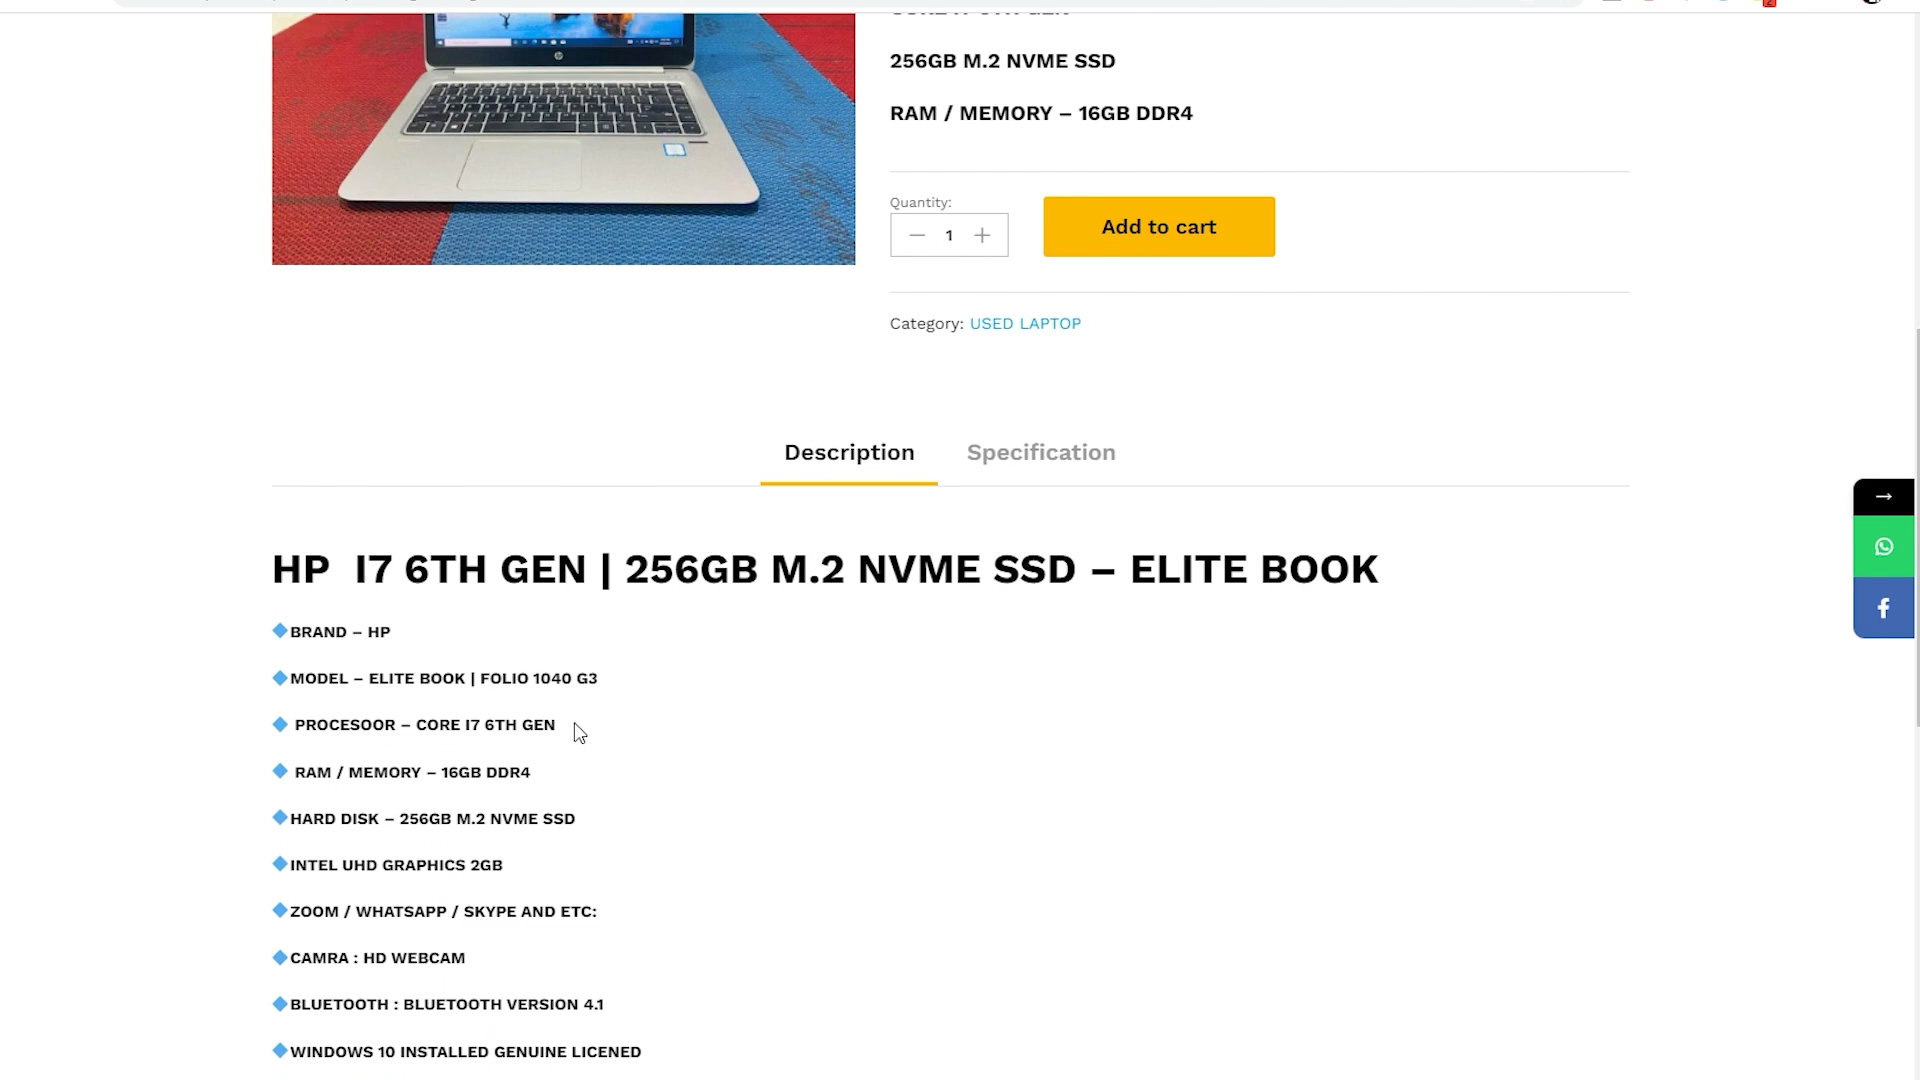 256GB M.2 NVME SSD
RAM / MEMORY – 16GB DDR4
Quantity:
1
Add to cart
Category: USED LAPTOP
Description
Specification
HP I7 6TH GEN | 256GB M.2 NVME SSD – ELITE BOOK
BRAND – HP
MODEL – ELITE BOOK | FOLIO 1040 G3
PROCESOOR – CORE I7 6TH GEN
RAM / MEMORY – 16GB DDR4
HARD DISK – 256GB M.2 NVME SSD
INTEL UHD GRAPHICS 2GB
ZOOM / WHATSAPP / SKYPE AND ETC:
CAMRA : HD WEBCAM
BLUETOOTH : BLUETOOTH VERSION 4.1
WINDOWS 10 INSTALLED GENUINE LICENED